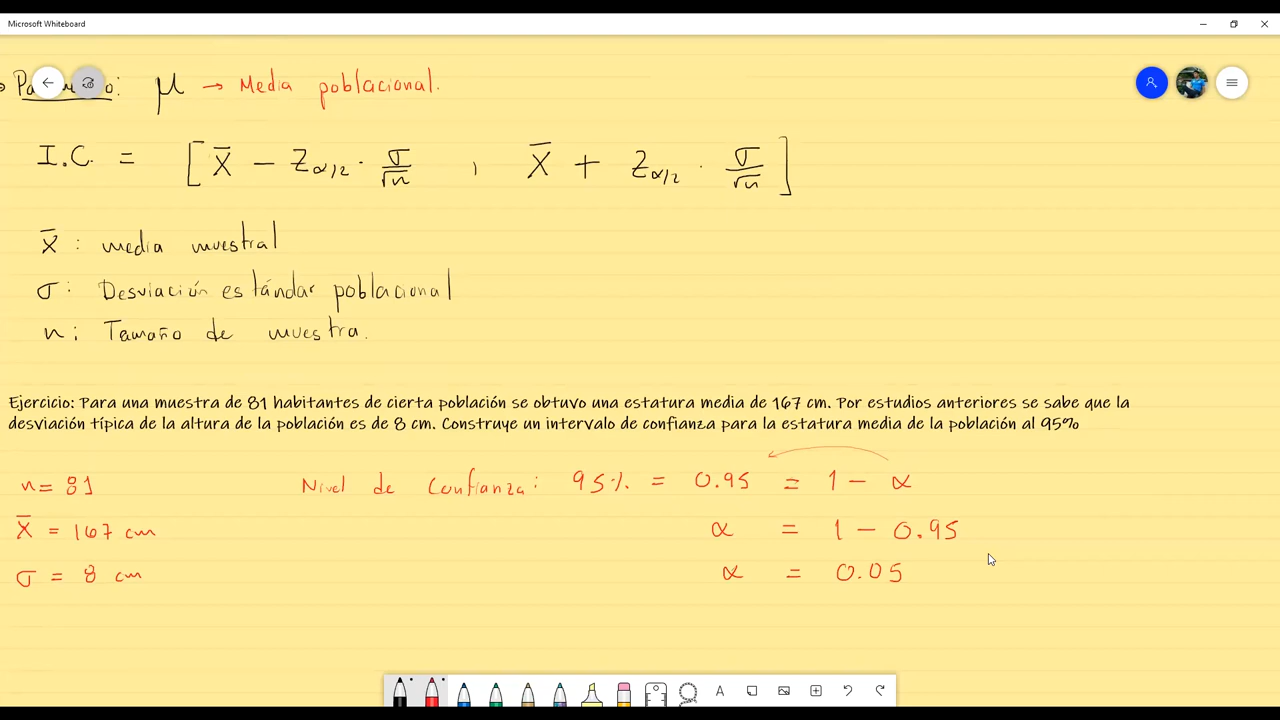 Microsoft Whiteboard
μ → Media poblacional.
I.C. = [ x̄ − Zα/2 · σ/√n , x̄ + Zα/2 · σ/√n ]
x̄ : media muestral
σ : Desviación estándar poblacional
n : Tamaño de muestra.
Ejercicio: Para una muestra de 81 habitantes de cierta población se obtuvo una estatura media de 167 cm. Por estudios anteriores se sabe que la
desviación típica de la altura de la población es de 8 cm. Construye un intervalo de confianza para la estatura media de la población al 95%
n = 81 Nivel de Confianza: 95% = 0.95 = 1 − α
x̄ = 167 cm α = 1 − 0.95
σ = 8 cm α = 0.05
A